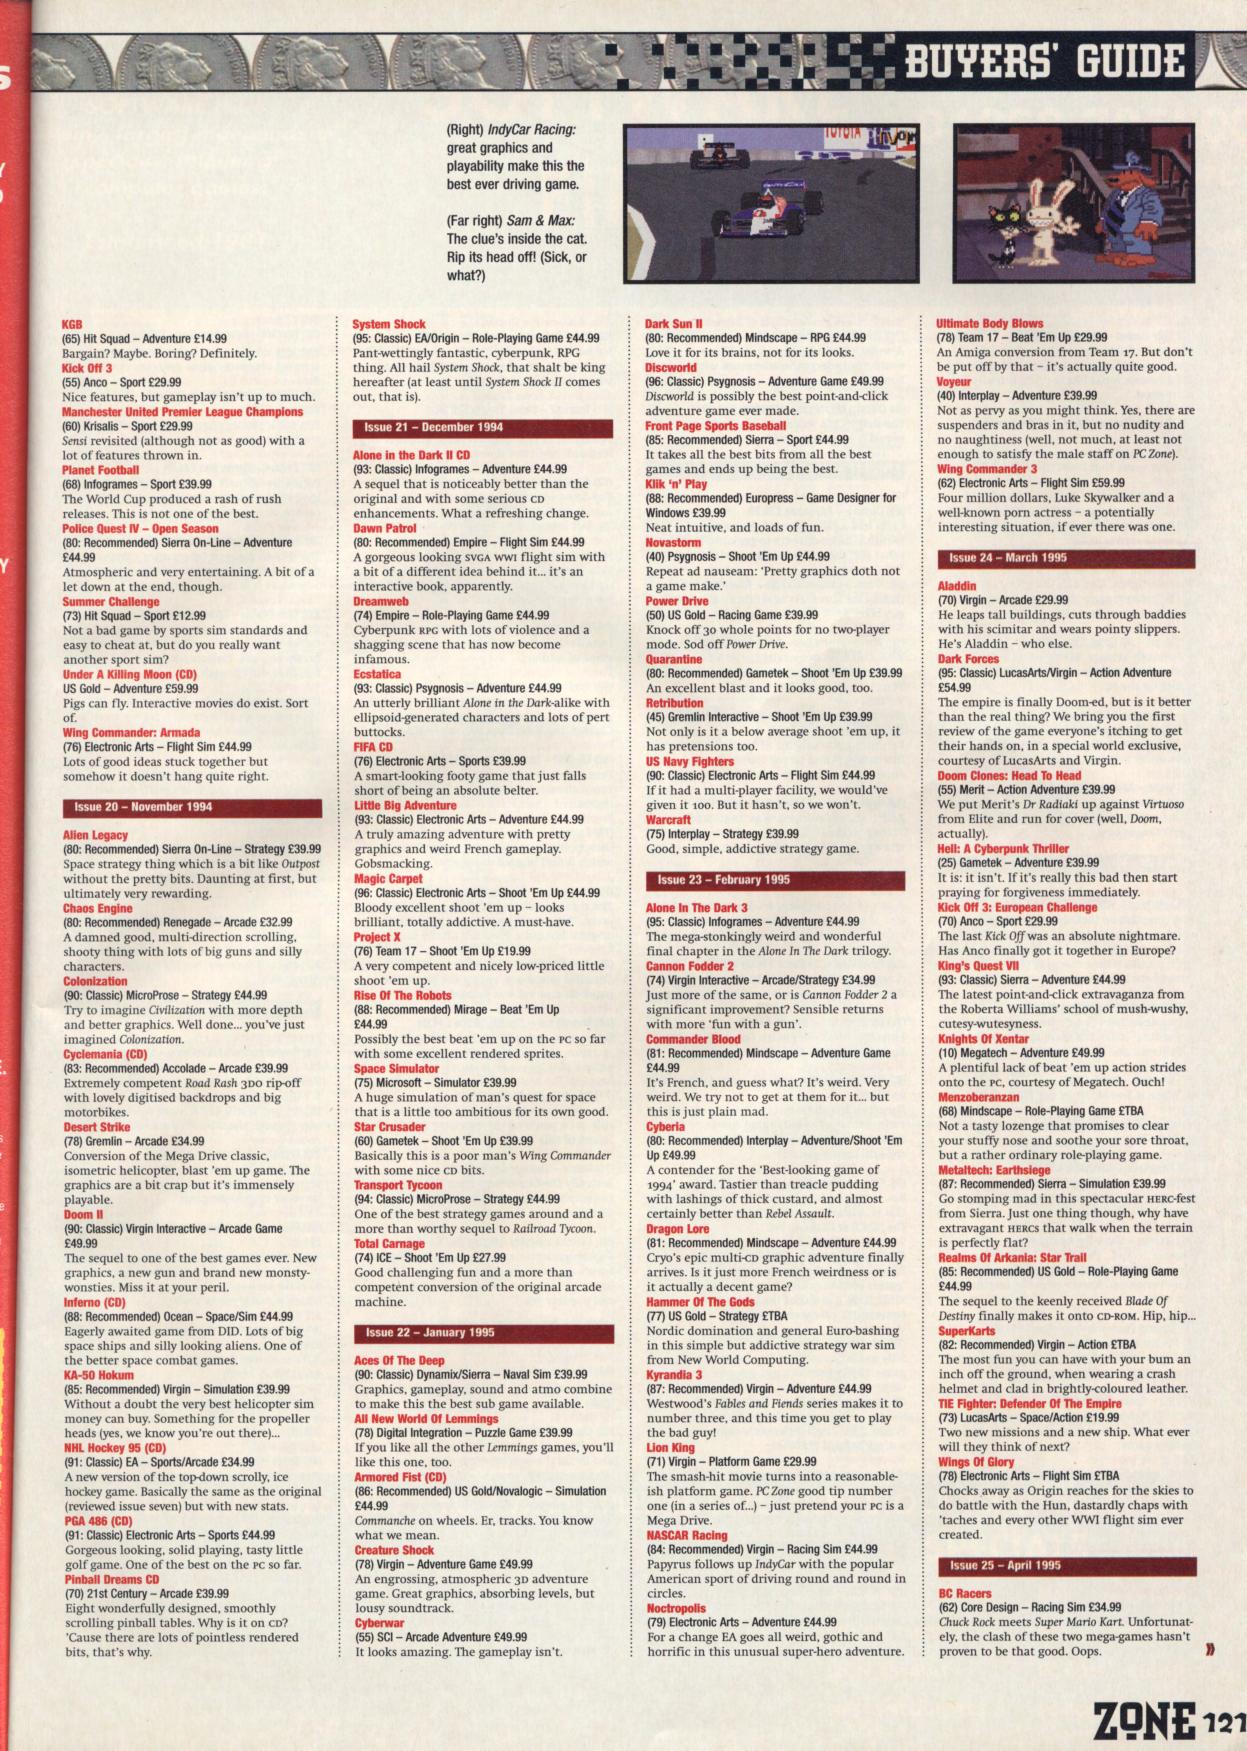 BUYERS' GUIDE
(Right) IndyCar Racing:
great graphics and
playability make this the
best ever driving game.
(Far right) Sam & Max:
The clue's inside the cat.
Rip its head off! (Sick, or
what?)
TOYOTA
KGB
(65) Hit Squad – Adventure £14.99
Bargain? Maybe. Boring? Definitely.
Kick Off 3
(55) Anco – Sport £29.99
Nice features, but gameplay isn't up to much.
Manchester United Premier League Champions
(60) Krisalis – Sport £29.99
Sensi revisited (although not as good) with a
lot of features thrown in.
Planet Football
(68) Infogrames – Sport £39.99
The World Cup produced a rash of rush
releases. This is not one of the best.
Police Quest IV – Open Season
(80: Recommended) Sierra On-Line – Adventure
£44.99
Atmospheric and very entertaining. A bit of a
let down at the end, though.
Summer Challenge
(73) Hit Squad – Sport £12.99
Not a bad game by sports sim standards and
easy to cheat at, but do you really want
another sport sim?
Under A Killing Moon (CD)
US Gold – Adventure £59.99
Pigs can fly. Interactive movies do exist. Sort
of.
Wing Commander: Armada
(76) Electronic Arts – Flight Sim £44.99
Lots of good ideas stuck together but
somehow it doesn't hang quite right.
Issue 20 – November 1994
Alien Legacy
(80: Recommended) Sierra On-Line – Strategy £39.99
Space strategy thing which is a bit like Outpost
without the pretty bits. Daunting at first, but
ultimately very rewarding.
Chaos Engine
(80: Recommended) Renegade – Arcade £32.99
A damned good, multi-direction scrolling,
shooty thing with lots of big guns and silly
characters.
Colonization
(90: Classic) MicroProse – Strategy £44.99
Try to imagine Civilization with more depth
and better graphics. Well done... you've just
imagined Colonization.
Cyclemania (CD)
(83: Recommended) Accolade – Arcade £39.99
Extremely competent Road Rash 3DO rip-off
with lovely digitised backdrops and big
motorbikes.
Desert Strike
(78) Gremlin – Arcade £34.99
Conversion of the Mega Drive classic,
isometric helicopter, blast 'em up game. The
graphics are a bit crap but it's immensely
playable.
Doom II
(90: Classic) Virgin Interactive – Arcade Game
£49.99
The sequel to one of the best games ever. New
graphics, a new gun and brand new monsty-
wonsties. Miss it at your peril.
Inferno (CD)
(88: Recommended) Ocean – Space/Sim £44.99
Eagerly awaited game from DID. Lots of big
space ships and silly looking aliens. One of
the better space combat games.
KA-50 Hokum
(85: Recommended) Virgin – Simulation £39.99
Without a doubt the very best helicopter sim
money can buy. Something for the propeller
heads (yes, we know you're out there)...
NHL Hockey 95 (CD)
(91: Classic) EA – Sports/Arcade £34.99
A new version of the top-down scrolly, ice
hockey game. Basically the same as the original
(reviewed issue seven) but with new stats.
PGA 486 (CD)
(91: Classic) Electronic Arts – Sports £44.99
Gorgeous looking, solid playing, tasty little
golf game. One of the best on the PC so far.
Pinball Dreams CD
(70) 21st Century – Arcade £39.99
Eight wonderfully designed, smoothly
scrolling pinball tables. Why is it on CD?
'Cause there are lots of pointless rendered
bits, that's why.
System Shock
(95: Classic) EA/Origin – Role-Playing Game £44.99
Pant-wettingly fantastic, cyberpunk, RPG
thing. All hail System Shock, that shalt be king
hereafter (at least until System Shock II comes
out, that is).
Issue 21 – December 1994
Alone in the Dark II CD
(93: Classic) Infogrames – Adventure £44.99
A sequel that is noticeably better than the
original and with some serious CD
enhancements. What a refreshing change.
Dawn Patrol
(80: Recommended) Empire – Flight Sim £44.99
A gorgeous looking SVGA WWI flight sim with
a bit of a different idea behind it... it's an
interactive book, apparently.
Dreamweb
(74) Empire – Role-Playing Game £44.99
Cyberpunk RPG with lots of violence and a
shagging scene that has now become
infamous.
Ecstatica
(93: Classic) Psygnosis – Adventure £44.99
An utterly brilliant Alone in the Dark-alike with
ellipsoid-generated characters and lots of pert
buttocks.
FIFA CD
(76) Electronic Arts – Sports £39.99
A smart-looking footy game that just falls
short of being an absolute belter.
Little Big Adventure
(93: Classic) Electronic Arts – Adventure £44.99
A truly amazing adventure with pretty
graphics and weird French gameplay.
Gobsmacking.
Magic Carpet
(96: Classic) Electronic Arts – Shoot 'Em Up £44.99
Bloody excellent shoot 'em up – looks
brilliant, totally addictive. A must-have.
Project X
(76) Team 17 – Shoot 'Em Up £19.99
A very competent and nicely low-priced little
shoot 'em up.
Rise Of The Robots
(88: Recommended) Mirage – Beat 'Em Up
£44.99
Possibly the best beat 'em up on the PC so far
with some excellent rendered sprites.
Space Simulator
(75) Microsoft – Simulator £39.99
A huge simulation of man's quest for space
that is a little too ambitious for its own good.
Star Crusader
(60) Gametek – Shoot 'Em Up £39.99
Basically this is a poor man's Wing Commander
with some nice CD bits.
Transport Tycoon
(94: Classic) MicroProse – Strategy £44.99
One of the best strategy games around and a
more than worthy sequel to Railroad Tycoon.
Total Carnage
(74) ICE – Shoot 'Em Up £27.99
Good challenging fun and a more than
competent conversion of the original arcade
machine.
Issue 22 – January 1995
Aces Of The Deep
(90: Classic) Dynamix/Sierra – Naval Sim £39.99
Graphics, gameplay, sound and atmo combine
to make this the best sub game available.
All New World Of Lemmings
(78) Digital Integration – Puzzle Game £39.99
If you like all the other Lemmings games, you'll
like this one, too.
Armored Fist (CD)
(86: Recommended) US Gold/Novalogic – Simulation
£44.99
Commanche on wheels. Er, tracks. You know
what we mean.
Creature Shock
(78) Virgin – Adventure Game £49.99
An engrossing, atmospheric 3D adventure
game. Great graphics, absorbing levels, but
lousy soundtrack.
Cyberwar
(55) SCI – Arcade Adventure £49.99
It looks amazing. The gameplay isn't.
Dark Sun II
(80: Recommended) Mindscape – RPG £44.99
Love it for its brains, not for its looks.
Discworld
(96: Classic) Psygnosis – Adventure Game £49.99
Discworld is possibly the best point-and-click
adventure game ever made.
Front Page Sports Baseball
(85: Recommended) Sierra – Sport £44.99
It takes all the best bits from all the best
games and ends up being the best.
Klik 'n' Play
(88: Recommended) Europress – Game Designer for
Windows £39.99
Neat intuitive, and loads of fun.
Novastorm
(40) Psygnosis – Shoot 'Em Up £44.99
Repeat ad nauseam: 'Pretty graphics doth not
a game make.'
Power Drive
(50) US Gold – Racing Game £39.99
Knock off 30 whole points for no two-player
mode. Sod off Power Drive.
Quarantine
(80: Recommended) Gametek – Shoot 'Em Up £39.99
An excellent blast and it looks good, too.
Retribution
(45) Gremlin Interactive – Shoot 'Em Up £39.99
Not only is it a below average shoot 'em up, it
has pretensions too.
US Navy Fighters
(90: Classic) Electronic Arts – Flight Sim £44.99
If it had a multi-player facility, we would've
given it 100. But it hasn't, so we won't.
Warcraft
(75) Interplay – Strategy £39.99
Good, simple, addictive strategy game.
Issue 23 – February 1995
Alone In The Dark 3
(95: Classic) Infogrames – Adventure £44.99
The mega-stonkingly weird and wonderful
final chapter in the Alone In The Dark trilogy.
Cannon Fodder 2
(74) Virgin Interactive – Arcade/Strategy £34.99
Just more of the same, or is Cannon Fodder 2 a
significant improvement? Sensible returns
with more 'fun with a gun'.
Commander Blood
(81: Recommended) Mindscape – Adventure Game
£44.99
It's French, and guess what? It's weird. Very
weird. We try not to get at them for it... but
this is just plain mad.
Cyberia
(80: Recommended) Interplay – Adventure/Shoot 'Em
Up £49.99
A contender for the 'Best-looking game of
1994' award. Tastier than treacle pudding
with lashings of thick custard, and almost
certainly better than Rebel Assault.
Dragon Lore
(81: Recommended) Mindscape – Adventure £44.99
Cryo's epic multi-CD graphic adventure finally
arrives. Is it just more French weirdness or is
it actually a decent game?
Hammer Of The Gods
(77) US Gold – Strategy £TBA
Nordic domination and general Euro-bashing
in this simple but addictive strategy war sim
from New World Computing.
Kyrandia 3
(87: Recommended) Virgin – Adventure £44.99
Westwood's Fables and Fiends series makes it to
number three, and this time you get to play
the bad guy!
Lion King
(71) Virgin – Platform Game £29.99
The smash-hit movie turns into a reasonable-
ish platform game. PC Zone good tip number
one (in a series of...) – just pretend your PC is a
Mega Drive.
NASCAR Racing
(84: Recommended) Virgin – Racing Sim £44.99
Papyrus follows up IndyCar with the popular
American sport of driving round and round in
circles.
Noctropolis
(79) Electronic Arts – Adventure £44.99
For a change EA goes all weird, gothic and
horrific in this unusual super-hero adventure.
Ultimate Body Blows
(78) Team 17 – Beat 'Em Up £29.99
An Amiga conversion from Team 17. But don't
be put off by that – it's actually quite good.
Voyeur
(40) Interplay – Adventure £39.99
Not as pervy as you might think. Yes, there are
suspenders and bras in it, but no nudity and
no naughtiness (well, not much, at least not
enough to satisfy the male staff on PC Zone).
Wing Commander 3
(62) Electronic Arts – Flight Sim £59.99
Four million dollars, Luke Skywalker and a
well-known porn actress – a potentially
interesting situation, if ever there was one.
Issue 24 – March 1995
Aladdin
(70) Virgin – Arcade £29.99
He leaps tall buildings, cuts through baddies
with his scimitar and wears pointy slippers.
He's Aladdin – who else.
Dark Forces
(95: Classic) LucasArts/Virgin – Action Adventure
£54.99
The empire is finally Doom-ed, but is it better
than the real thing? We bring you the first
review of the game everyone's itching to get
their hands on, in a special world exclusive,
courtesy of LucasArts and Virgin.
Doom Clones: Head To Head
(55) Merit – Action Adventure £39.99
We put Merit's Dr Radiaki up against Virtuoso
from Elite and run for cover (well, Doom,
actually).
Hell: A Cyberpunk Thriller
(25) Gametek – Adventure £39.99
It is: it isn't. If it's really this bad then start
praying for forgiveness immediately.
Kick Off 3: European Challenge
(70) Anco – Sport £29.99
The last Kick Off was an absolute nightmare.
Has Anco finally got it together in Europe?
King's Quest VII
(93: Classic) Sierra – Adventure £44.99
The latest point-and-click extravaganza from
the Roberta Williams' school of mush-wushy,
cutesy-wutesyness.
Knights Of Xentar
(10) Megatech – Adventure £49.99
A plentiful lack of beat 'em up action strides
onto the PC, courtesy of Megatech. Ouch!
Menzoberanzan
(68) Mindscape – Role-Playing Game £TBA
Not a tasty lozenge that promises to clear
your stuffy nose and soothe your sore throat,
but a rather ordinary role-playing game.
Metaltech: Earthsiege
(87: Recommended) Sierra – Simulation £39.99
Go stomping mad in this spectacular HERC-fest
from Sierra. Just one thing though, why have
extravagant HERCS that walk when the terrain
is perfectly flat?
Realms Of Arkania: Star Trail
(85: Recommended) US Gold – Role-Playing Game
£44.99
The sequel to the keenly received Blade Of
Destiny finally makes it onto CD-ROM. Hip, hip...
SuperKarts
(82: Recommended) Virgin – Action £TBA
The most fun you can have with your bum an
inch off the ground, when wearing a crash
helmet and clad in brightly-coloured leather.
TIE Fighter: Defender Of The Empire
(73) LucasArts – Space/Action £19.99
Two new missions and a new ship. What ever
will they think of next?
Wings Of Glory
(78) Electronic Arts – Flight Sim £TBA
Chocks away as Origin reaches for the skies to
do battle with the Hun, dastardly chaps with
'taches and every other WWI flight sim ever
created.
Issue 25 – April 1995
BC Racers
(62) Core Design – Racing Sim £34.99
Chuck Rock meets Super Mario Kart. Unfortunat-
ely, the clash of these two mega-games hasn't
proven to be that good. Oops.
ZONE 121